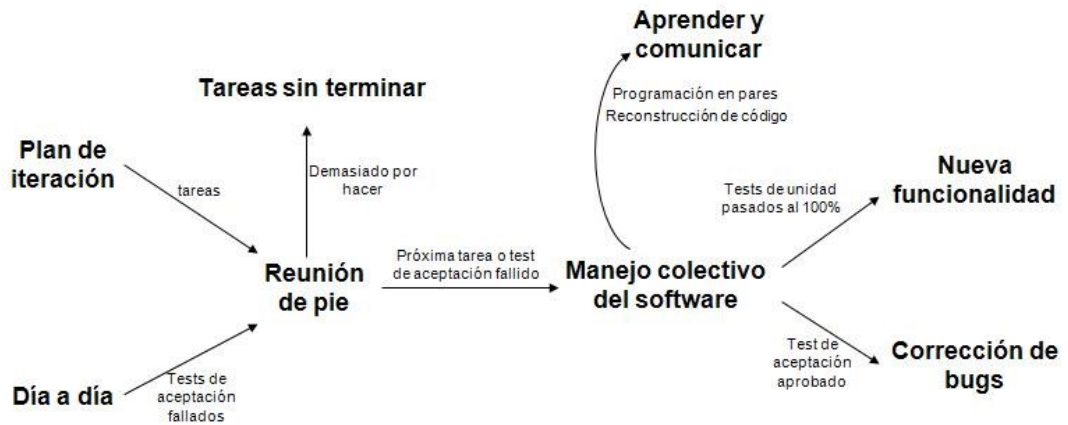 Aprender y
comunicar
Programación en pares
Reconstrucción de código
Tareas sin terminar
Demasiado por
hacer
Plan de
iteración
tareas
Nueva
funcionalidad
Tests de unidad
pasados al 100%
Reunión
de pie
Próxima tarea o test
de aceptación fallido
Manejo colectivo
del software
Día a día
Tests de
aceptación
fallados
Test de
aceptación
aprobado
Corrección de
bugs